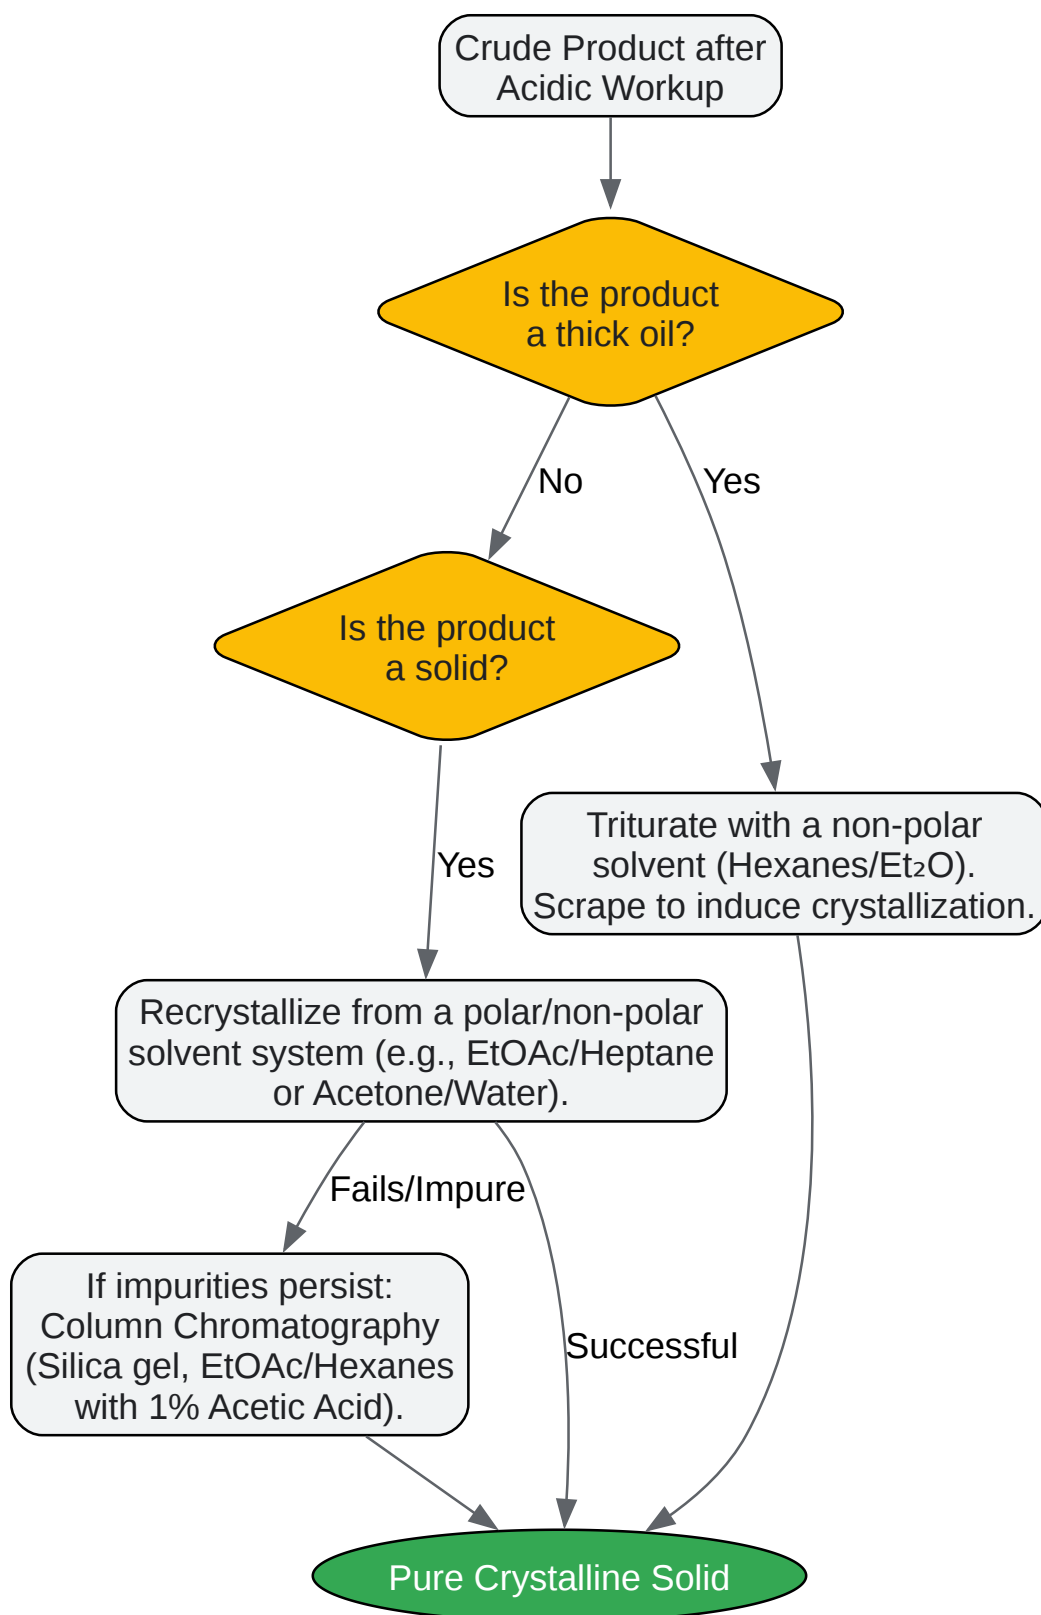 Crude Product after
Acidic Workup
Is the product
a thick oil?
No
Yes
Is the product
a solid?
Triturate with a non-polar
solvent (Hexanes/Et₂O).
Scrape to induce crystallization.
Yes
Recrystallize from a polar/non-polar
solvent system (e.g., EtOAc/Heptane
or Acetone/Water).
Fails/Impure
If impurities persist:
Column Chromatography
(Silica gel, EtOAc/Hexanes
with 1% Acetic Acid).
Successful
Pure Crystalline Solid